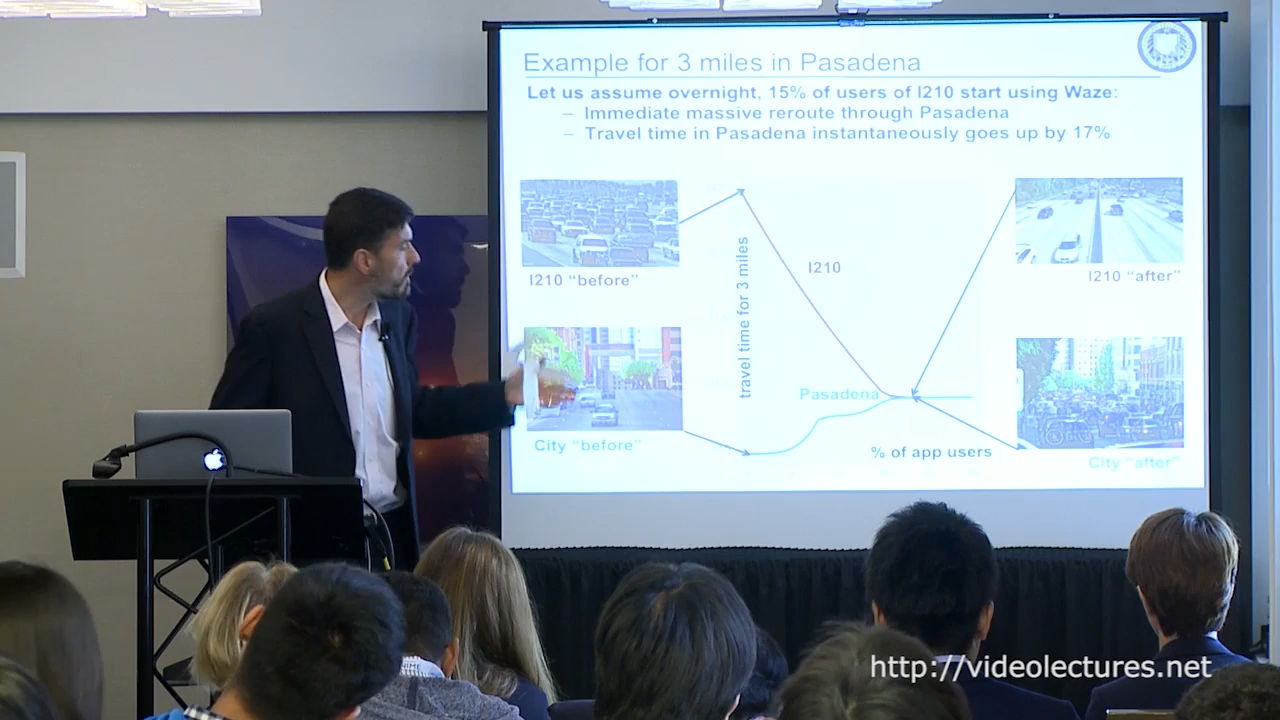 Example for 3 miles in Pasadena
Let us assume overnight, 15% of users of I210 start using Waze:
– Immediate massive reroute through Pasadena
– Travel time in Pasadena instantaneously goes up by 17%
I210 “before”
travel time for 3 miles
I210
I210 “after”
City “before”
Pasadena
% of app users
City “after”
http://videolectures.net